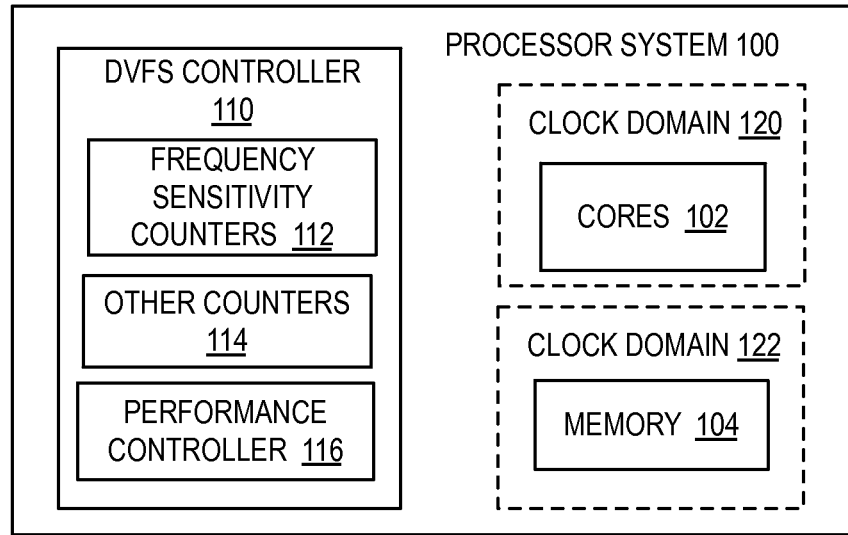 DVFS CONTROLLER
110
FREQUENCY
SENSITIVITY
COUNTERS 112
OTHER COUNTERS
114
PERFORMANCE
CONTROLLER 116
PROCESSOR SYSTEM 100
CLOCK DOMAIN 120
CORES 102
CLOCK DOMAIN 122
MEMORY 104